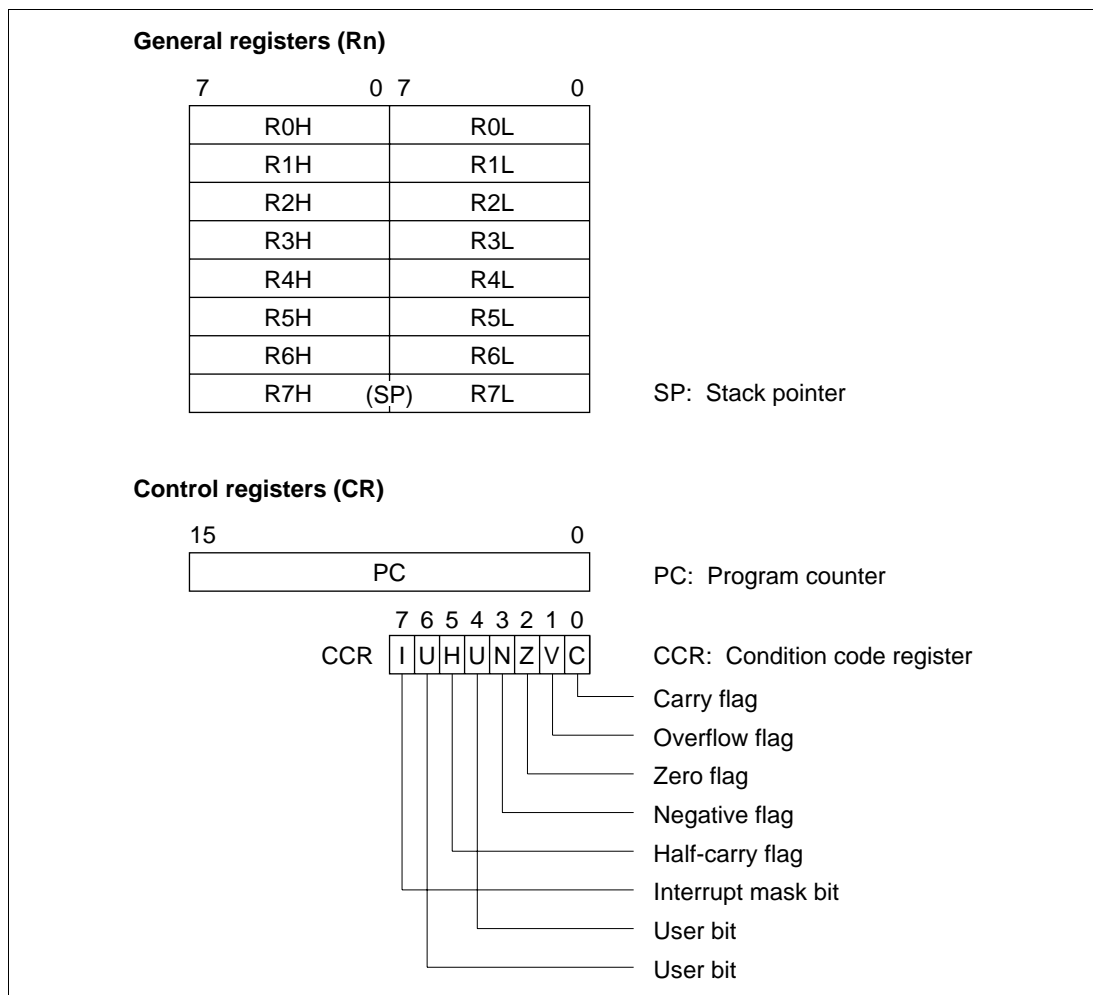 General registers (Rn)
7 0 7 0
R0H R0L
R1H R1L
R2H R2L
R3H R3L
R4H R4L
R5H R5L
R6H R6L
R7H (SP) R7L SP: Stack pointer
Control registers (CR)
15 0
PC PC: Program counter
7 6 5 4 3 2 1 0
CCR I U H U N Z V C CCR: Condition code register
Carry flag
Overflow flag
Zero flag
Negative flag
Half-carry flag
Interrupt mask bit
User bit
User bit